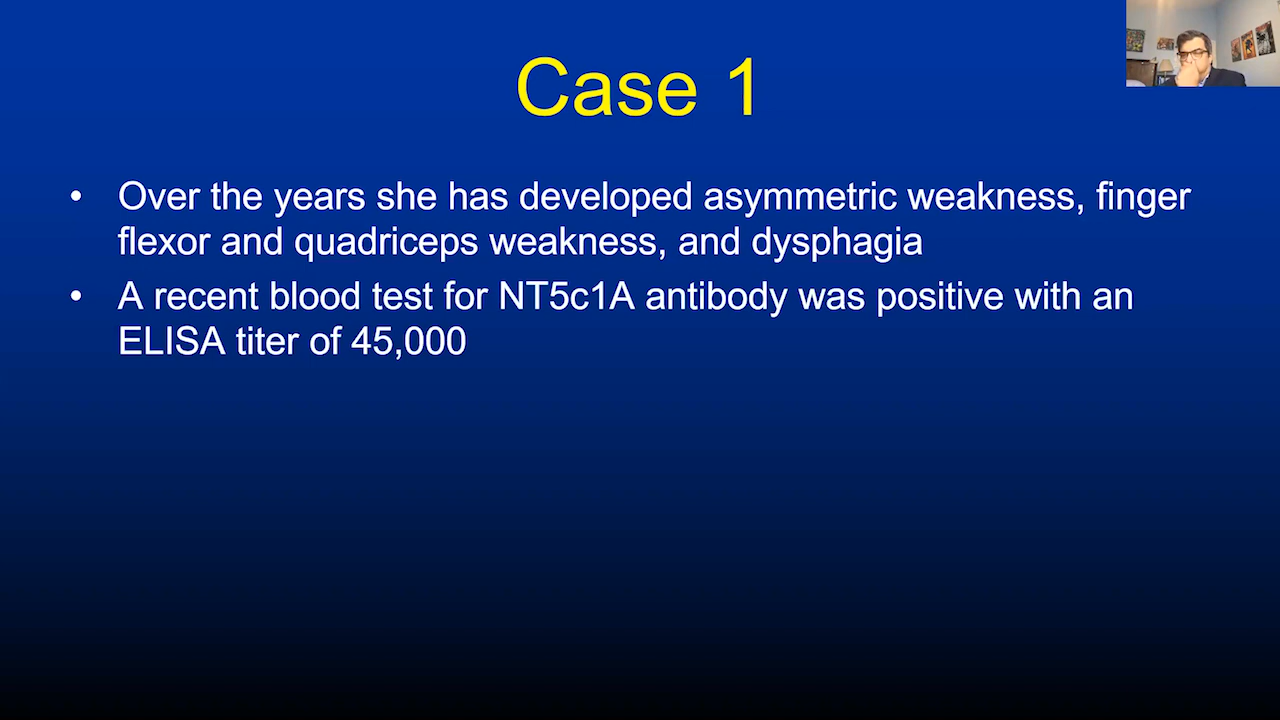 Case 1
• Over the years she has developed asymmetric weakness, finger
flexor and quadriceps weakness, and dysphagia
• A recent blood test for NT5c1A antibody was positive with an
ELISA titer of 45,000